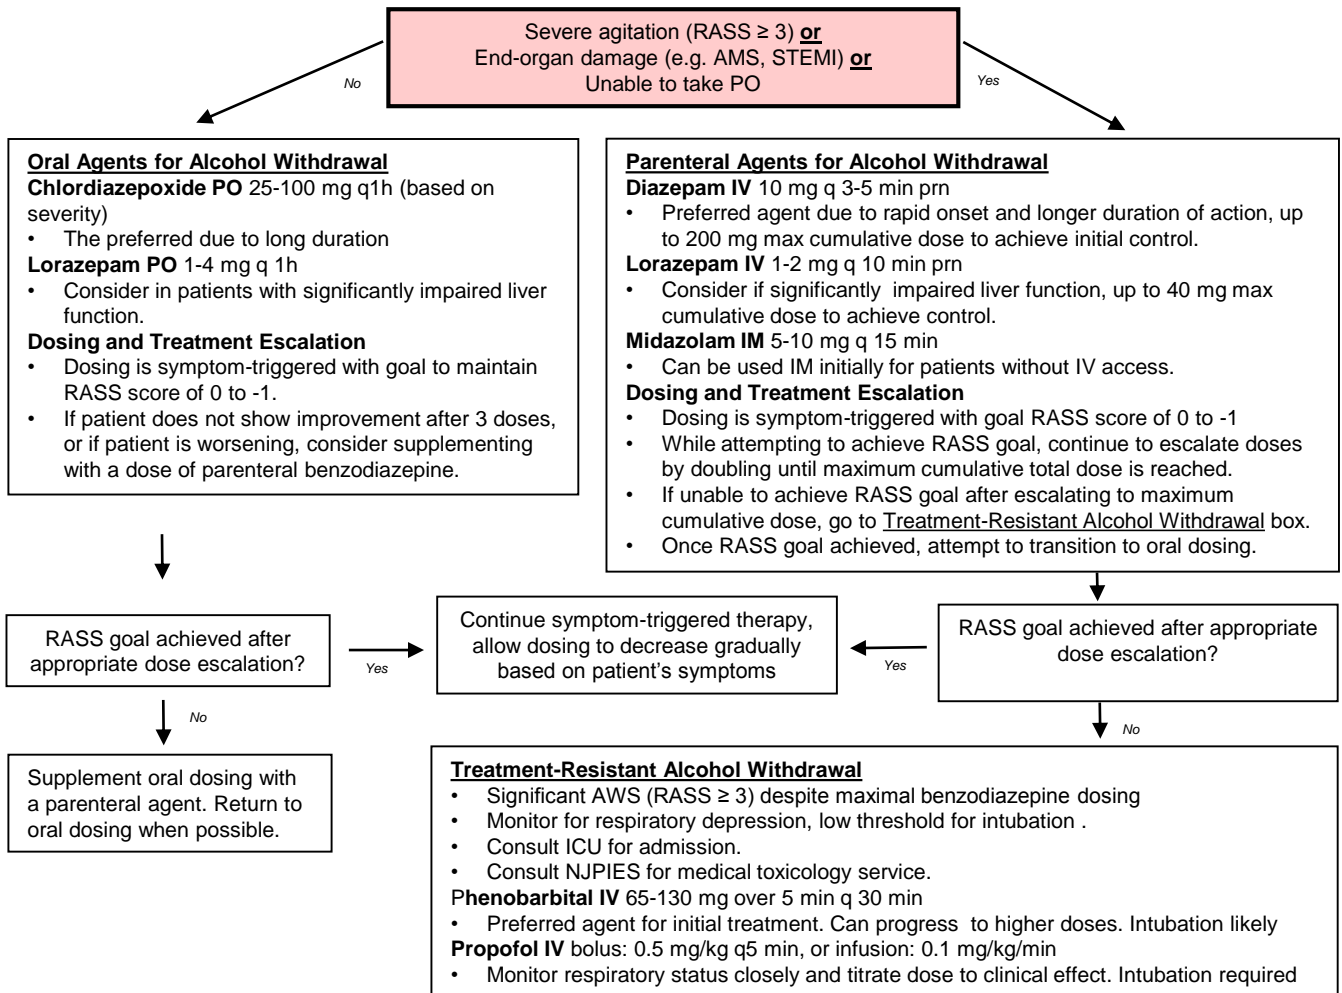 Severe agitation (RASS ≥ 3) or
End-organ damage (e.g. AMS, STEMI) or
Unable to take PO
No
Yes
Oral Agents for Alcohol Withdrawal
Chlordiazepoxide PO 25-100 mg q1h (based on
severity)
• The preferred due to long duration
Lorazepam PO 1-4 mg q 1h
• Consider in patients with significantly impaired liver
function.
Dosing and Treatment Escalation
• Dosing is symptom-triggered with goal to maintain
RASS score of 0 to -1.
• If patient does not show improvement after 3 doses,
or if patient is worsening, consider supplementing
with a dose of parenteral benzodiazepine.
Parenteral Agents for Alcohol Withdrawal
Diazepam IV 10 mg q 3-5 min prn
• Preferred agent due to rapid onset and longer duration of action, up
to 200 mg max cumulative dose to achieve initial control.
Lorazepam IV 1-2 mg q 10 min prn
• Consider if significantly impaired liver function, up to 40 mg max
cumulative dose to achieve control.
Midazolam IM 5-10 mg q 15 min
• Can be used IM initially for patients without IV access.
Dosing and Treatment Escalation
• Dosing is symptom-triggered with goal RASS score of 0 to -1
• While attempting to achieve RASS goal, continue to escalate doses
by doubling until maximum cumulative total dose is reached.
• If unable to achieve RASS goal after escalating to maximum
cumulative dose, go to Treatment-Resistant Alcohol Withdrawal box.
• Once RASS goal achieved, attempt to transition to oral dosing.
RASS goal achieved after
appropriate dose escalation?
Yes
Continue symptom-triggered therapy,
allow dosing to decrease gradually
based on patient's symptoms
Yes
RASS goal achieved after appropriate
dose escalation?
No
No
Supplement oral dosing with
a parenteral agent. Return to
oral dosing when possible.
Treatment-Resistant Alcohol Withdrawal
• Significant AWS (RASS ≥ 3) despite maximal benzodiazepine dosing
• Monitor for respiratory depression, low threshold for intubation .
• Consult ICU for admission.
• Consult NJPIES for medical toxicology service.
Phenobarbital IV 65-130 mg over 5 min q 30 min
• Preferred agent for initial treatment. Can progress to higher doses. Intubation likely
Propofol IV bolus: 0.5 mg/kg q5 min, or infusion: 0.1 mg/kg/min
• Monitor respiratory status closely and titrate dose to clinical effect. Intubation required